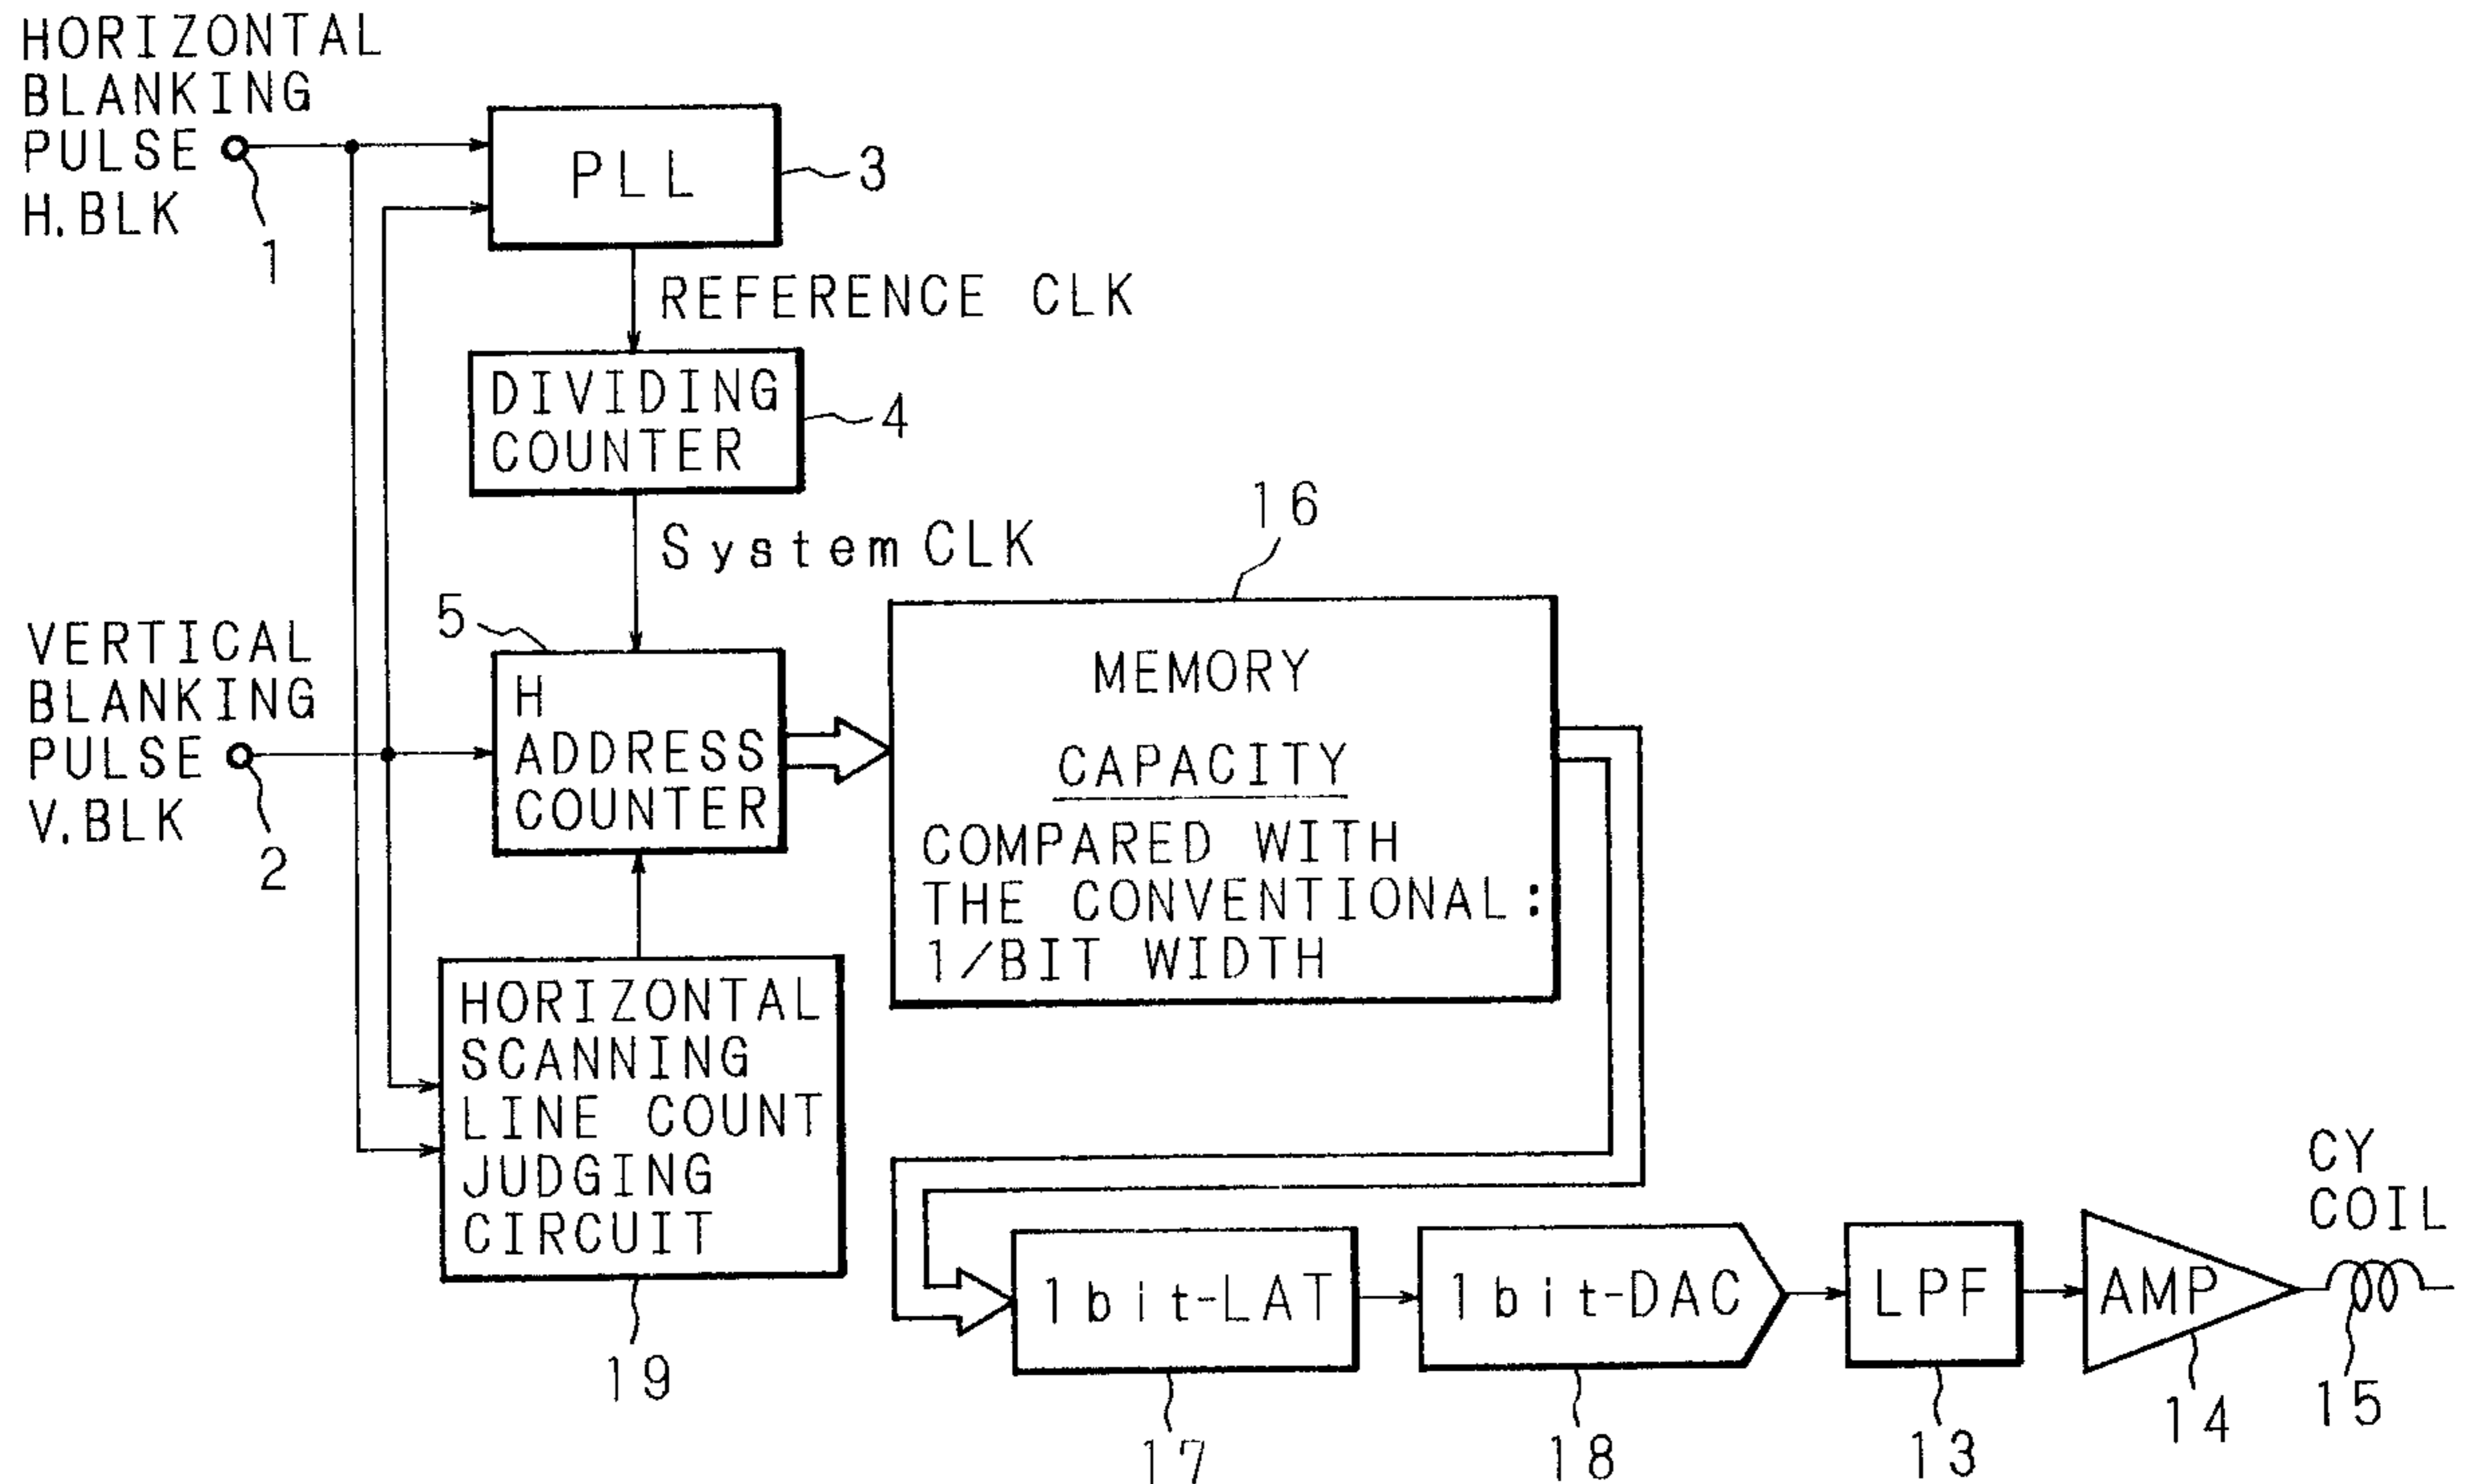 HORIZONTAL
BLANKING
PULSE
H.BLK
1
PLL
3
REFERENCE CLK
DIVIDING
COUNTER
4
System CLK
16
5
VERTICAL
BLANKING
PULSE
V.BLK
2
H
ADDRESS
COUNTER
MEMORY
CAPACITY
COMPARED WITH
THE CONVENTIONAL:
1/BIT WIDTH
HORIZONTAL
SCANNING
LINE COUNT
JUDGING
CIRCUIT
19
1bit-LAT
17
1bit-DAC
18
LPF
13
AMP
14
CY
COIL
15